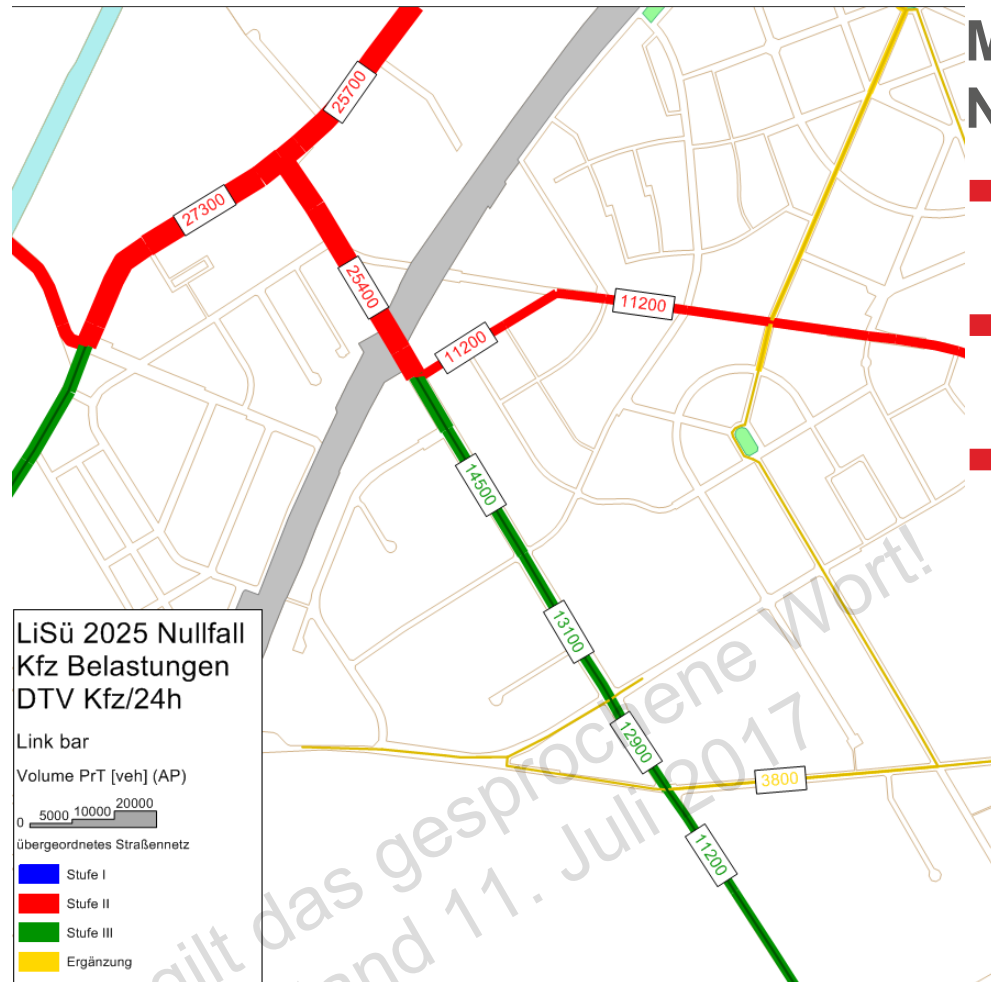 M
N
25700
27300
25400
11200
11200
14500
13100
12900
3800
11200
LiSü 2025 Nullfall
Kfz Belastungen
DTV Kfz/24h
Link bar
Volume PrT [veh] (AP)
0 5000 10000 20000
übergeordnetes Straßennetz
Stufe I
Stufe II
Stufe III
Ergänzung
gilt das gesprochene Wort!
and 11. Juli 2017